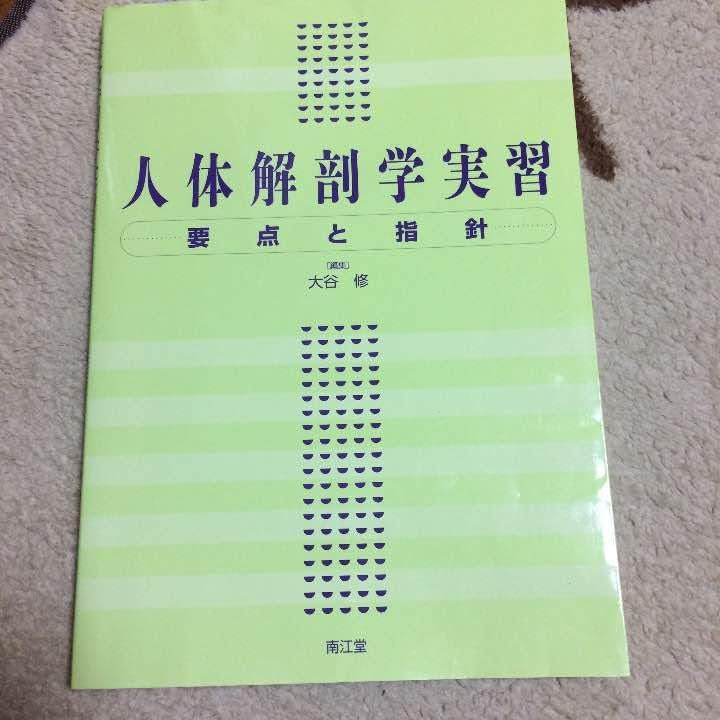 人体解剖学実習
要点と指針
[編集]
大谷 修
南江堂